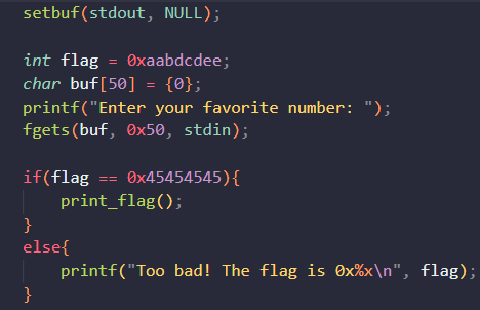 setbuf(stdout, NULL);
int flag = 0xaabdcdee;
char buf[50] = {0};
printf("Enter your favorite number: ");
fgets(buf, 0x50, stdin);
if(flag == 0x45454545){
print_flag();
}
else{
printf("Too bad! The flag is 0x%x\n", flag);
}